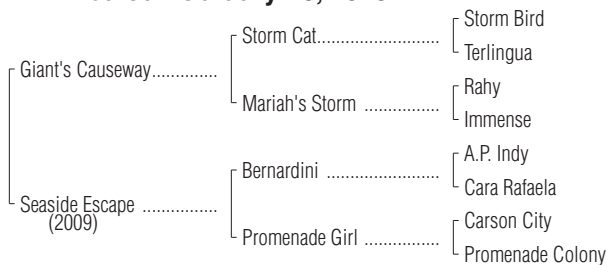 Storm Bird
Storm Cat
Terlingua
Giant's Causeway
Rahy
Mariah's Storm
Immense
A.P. Indy
Bernardini
Cara Rafaela
Seaside Escape
(2009)
Carson City
Promenade Girl
Promenade Colony